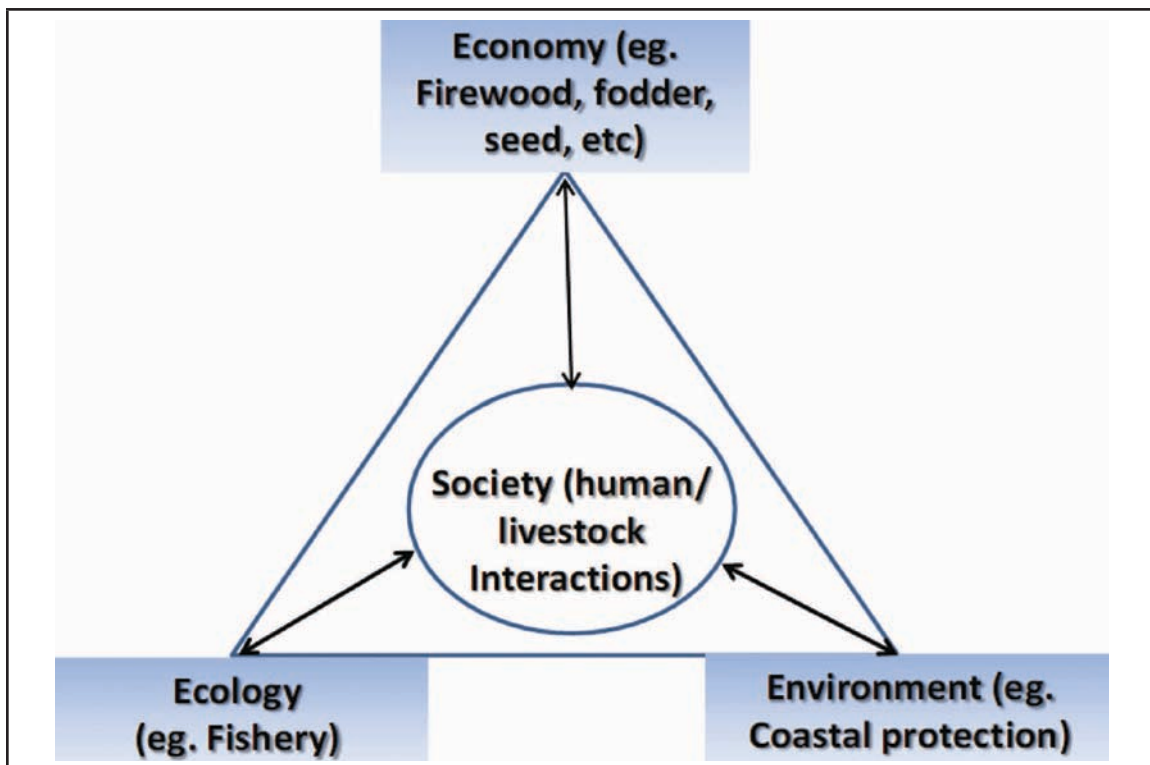 Economy (eg.
Firewood, fodder,
seed, etc)
Society (human/
livestock
Interactions)
Ecology
(eg. Fishery)
Environment (eg.
Coastal protection)